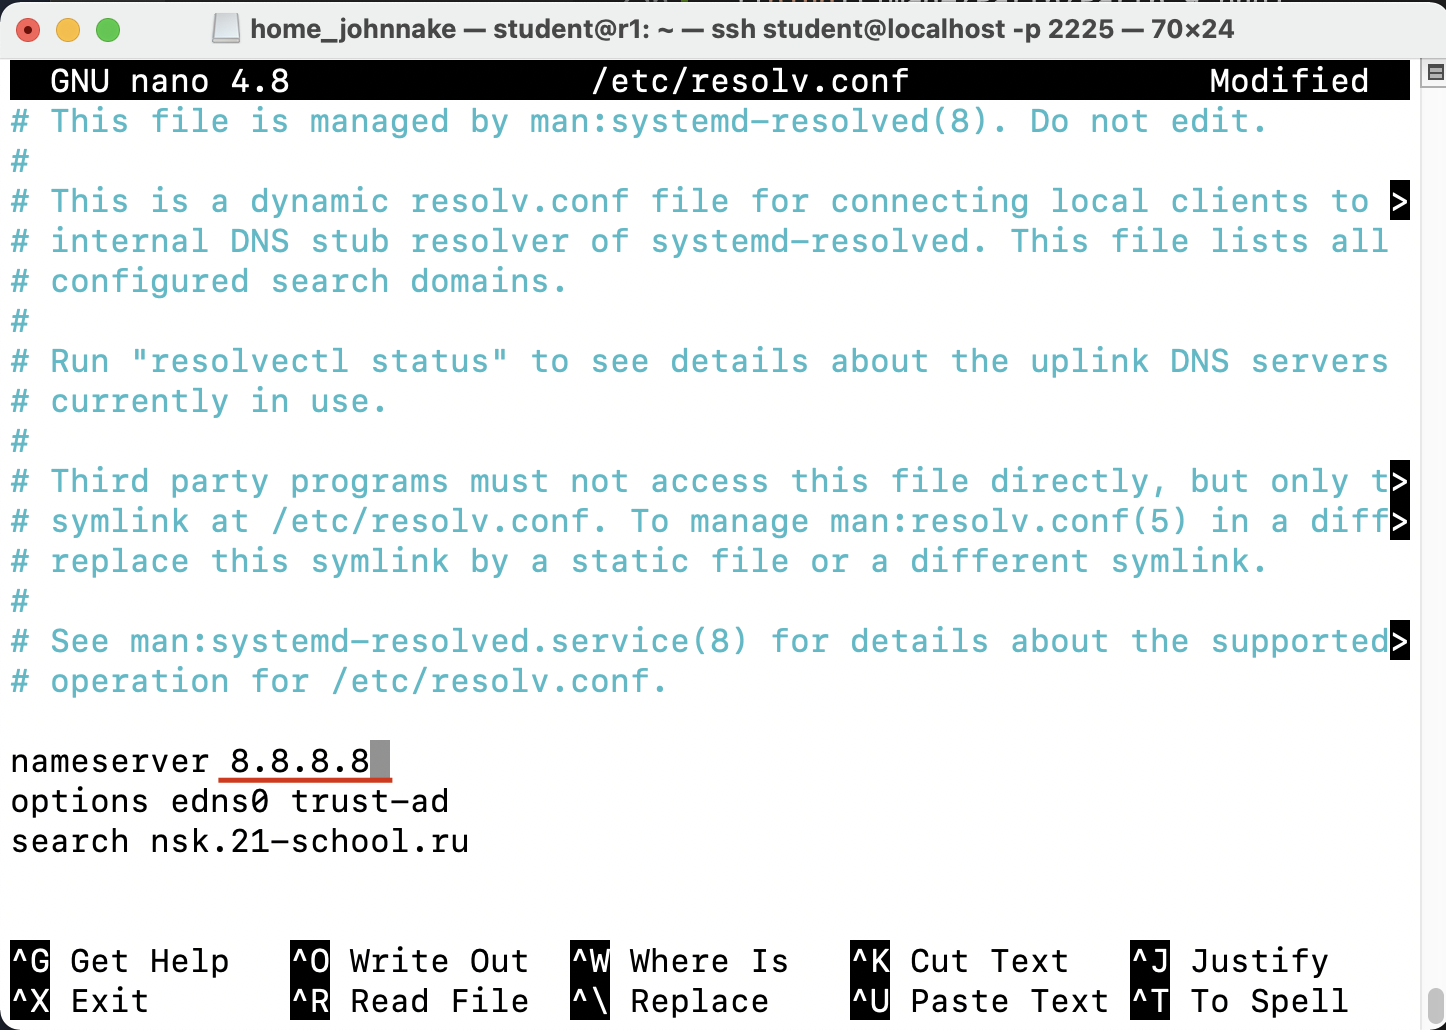 home_johnnake — student@r1: ~ — ssh student@localhost -p 2225 — 70×24
GNU nano 4.8 /etc/resolv.conf Modified
# This file is managed by man:systemd-resolved(8). Do not edit.
#
# This is a dynamic resolv.conf file for connecting local clients to >
# internal DNS stub resolver of systemd-resolved. This file lists all
# configured search domains.
#
# Run "resolvectl status" to see details about the uplink DNS servers
# currently in use.
#
# Third party programs must not access this file directly, but only t>
# symlink at /etc/resolv.conf. To manage man:resolv.conf(5) in a diff>
# replace this symlink by a static file or a different symlink.
#
# See man:systemd-resolved.service(8) for details about the supported>
# operation for /etc/resolv.conf.
nameserver 8.8.8.8
options edns0 trust-ad
search nsk.21-school.ru
^G Get Help ^O Write Out ^W Where Is ^K Cut Text ^J Justify
^X Exit ^R Read File ^\ Replace ^U Paste Text ^T To Spell